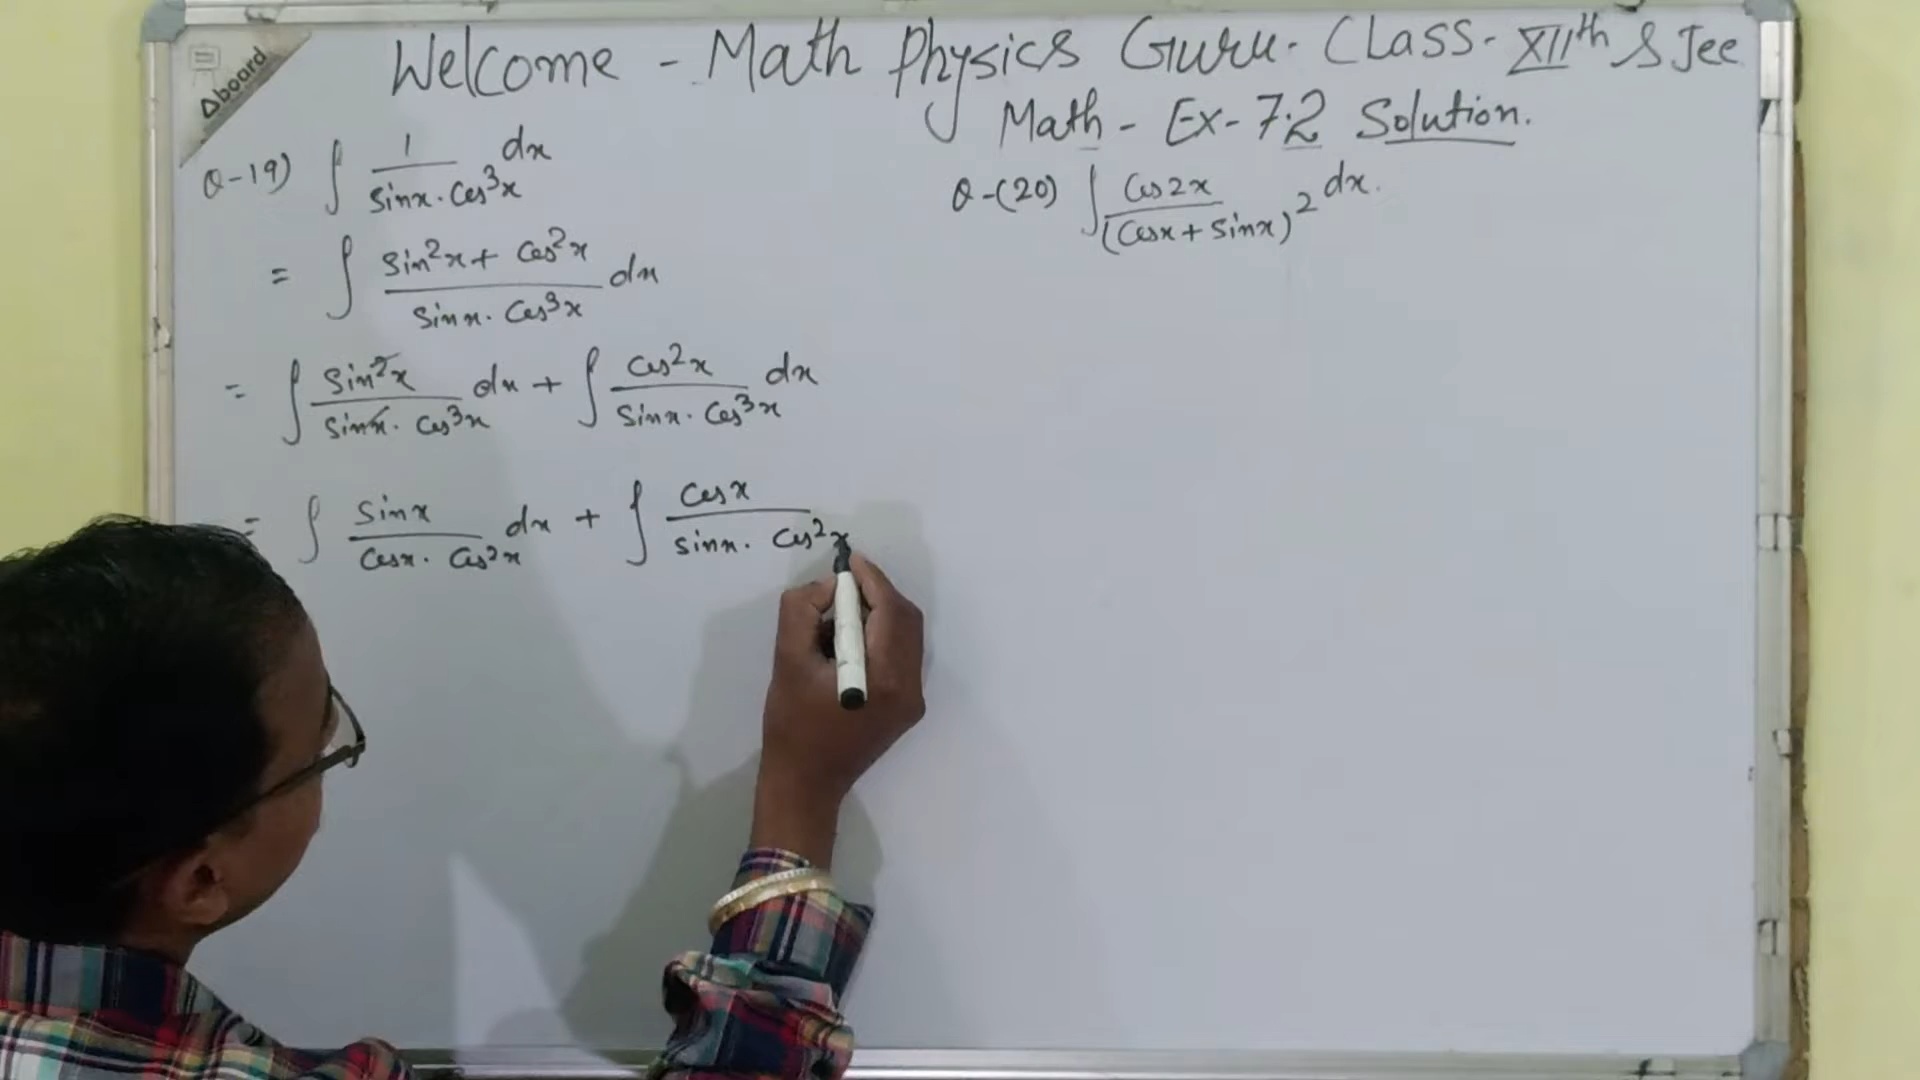 Δboard
Welcome - Math Physics Guru. Class - XIIth & Jee
Math - Ex - 7.2 Solution.
Q-19) ∫ 1/(sinx . cos³x) dx
= ∫ (sin²x + cos²x)/(sinx . cos³x) dx
= ∫ sin²x/(sinx . cos³x) dx + ∫ cos²x/(sinx . cos³x) dx
= ∫ sinx/(cosx . cos²x) dx + ∫ cosx/(sinx . cos²x
Q-(20) ∫ cos2x/(cosx + sinx)² dx.